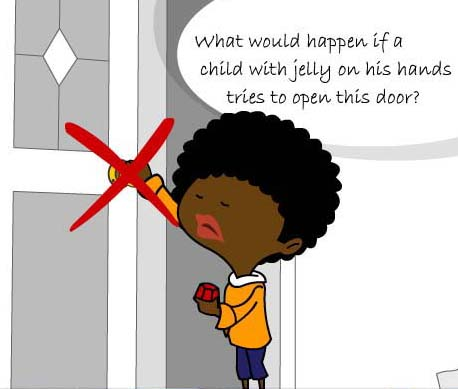 What would happen if a
child with jelly on his hands
tries to open this door?